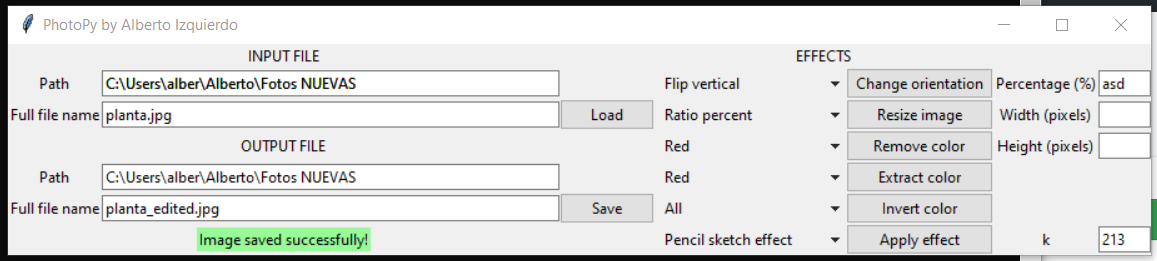 PhotoPy by Alberto Izquierdo
INPUT FILE EFFECTS
Path C:\Users\alber\Alberto\Fotos NUEVAS Flip vertical Change orientation Percentage (%) asd
Full file name planta.jpg Load Ratio percent Resize image Width (pixels)
OUTPUT FILE Red Remove color Height (pixels)
Path C:\Users\alber\Alberto\Fotos NUEVAS Red Extract color
Full file name planta_edited.jpg Save All Invert color
Image saved successfully! Pencil sketch effect Apply effect k 213